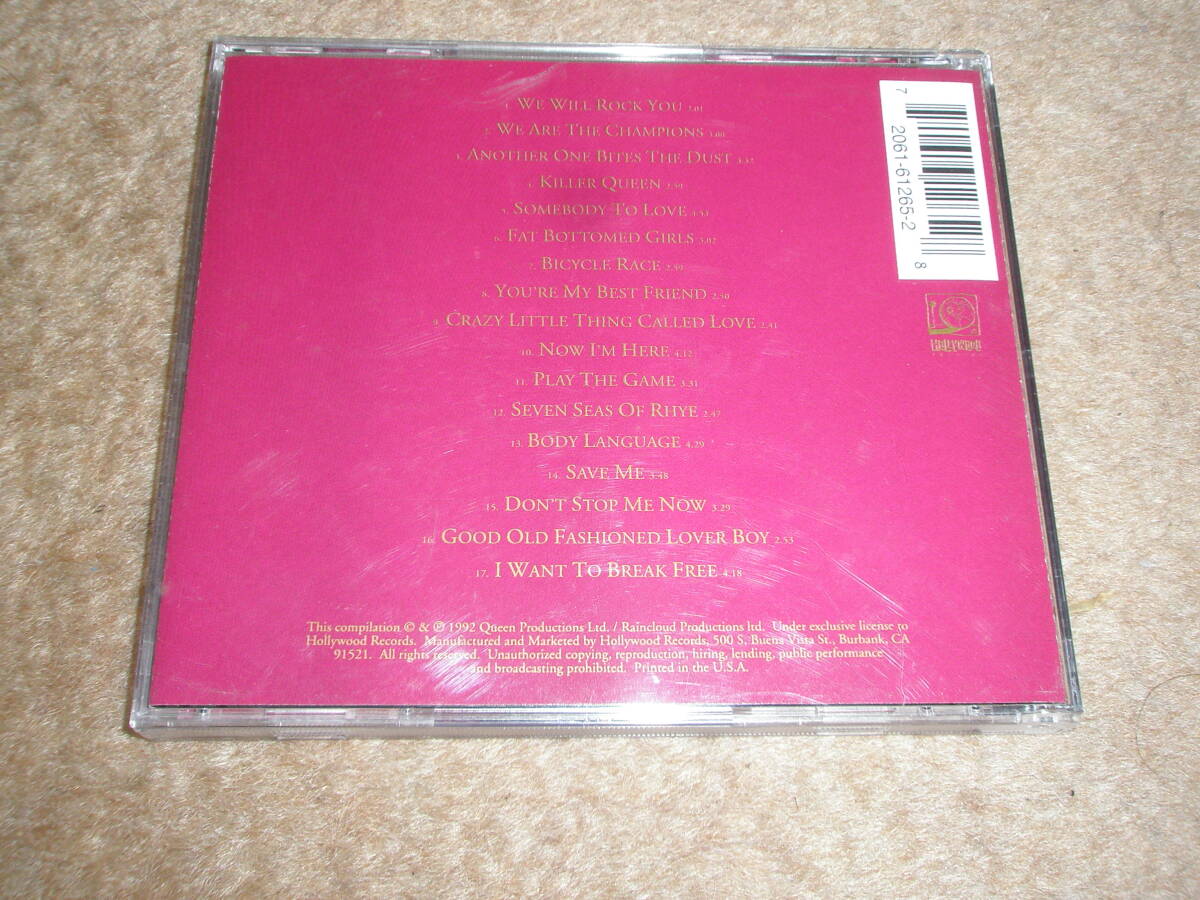 1. WE WILL ROCK YOU 2.01
2. WE ARE THE CHAMPIONS 3.00
3. ANOTHER ONE BITES THE DUST 3.32
4. KILLER QUEEN 2.59
5. SOMEBODY TO LOVE 4.53
6. FAT BOTTOMED GIRLS 3.02
7. BICYCLE RACE 2.59
8. YOU'RE MY BEST FRIEND 2.50
9. CRAZY LITTLE THING CALLED LOVE 2.41
10. NOW I'M HERE 4.12
11. PLAY THE GAME 3.31
12. SEVEN SEAS OF RHYE 2.47
13. BODY LANGUAGE 4.29
14. SAVE ME 3.48
15. DON'T STOP ME NOW 3.29
16. GOOD OLD FASHIONED LOVER BOY 2.53
17. I WANT TO BREAK FREE 4.18
This compilation © & ℗ 1992 Queen Productions Ltd. / Raincloud Productions ltd. Under exclusive license to
Hollywood Records. Manufactured and Marketed by Hollywood Records, 500 S. Buena Vista St., Burbank, CA
91521. All rights reserved. Unauthorized copying, reproduction, hiring, lending, public performance
and broadcasting prohibited. Printed in the U.S.A.
7 2061-61265-2 8
HOLLYWOOD